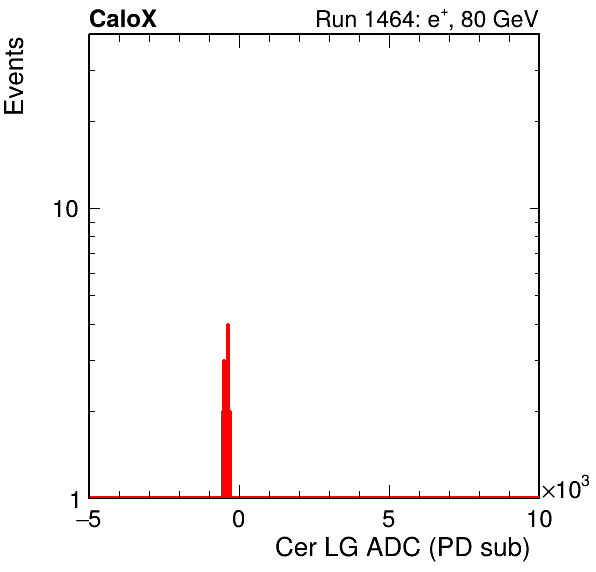 CaloX Run 1464: e⁺, 80 GeV
Events
10
1
−5 0 5 10
×10³
Cer LG ADC (PD sub)